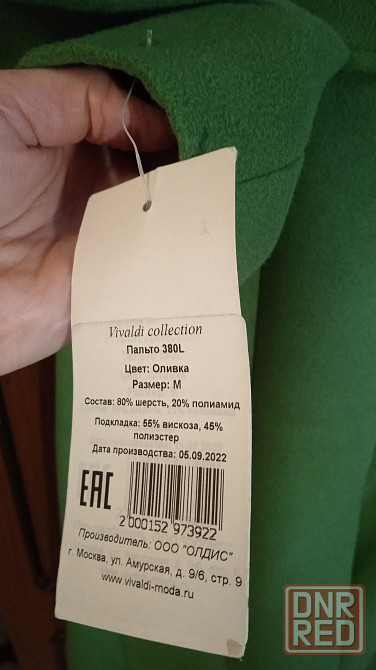 Vivaldi collection
Пальто 380L
Цвет: Оливка
Размер: M
Состав: 80% шерсть, 20% полиамид
Подкладка: 55% вискоза, 45%
полиэстер
Дата производства: 05.09.2022
EAC
2 000152 973922
Производитель: ООО "ОЛДИС"
г. Москва, ул. Амурская, д. 9/6, стр. 9
www.vivaldi-moda.ru
DNR
RED